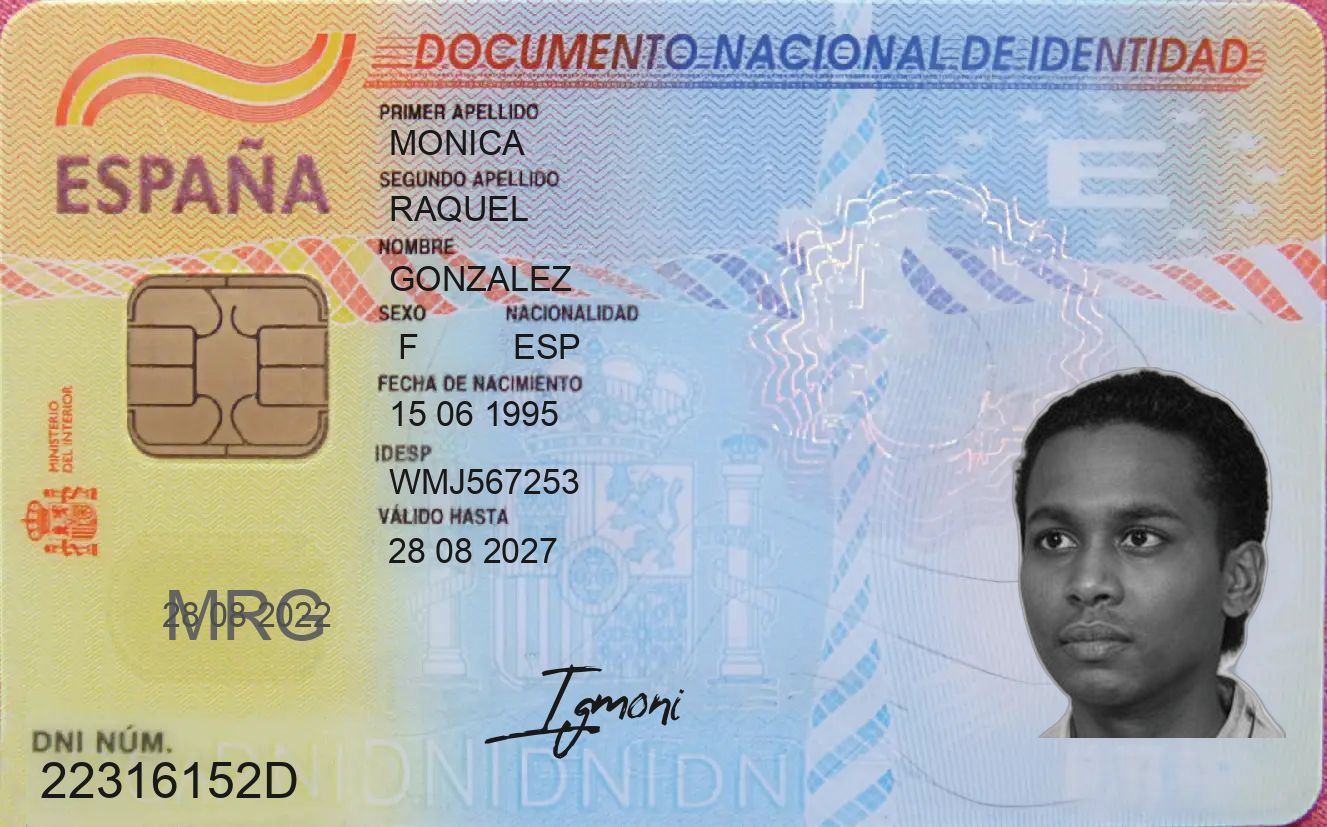 DOCUMENTO NACIONAL DE IDENTIDAD
ESPAÑA
PRIMER APELLIDO
MONICA
SEGUNDO APELLIDO
RAQUEL
NOMBRE
GONZALEZ
SEXO NACIONALIDAD
F ESP
FECHA DE NACIMIENTO
15 06 1995
IDESP
WMJ567253
VÁLIDO HASTA
28 08 2027
MINISTERIO
DEL INTERIOR
E
MRG
28 08 2022
Igmoni
DNI NÚM.
22316152D
DNIDNIDNIDNI